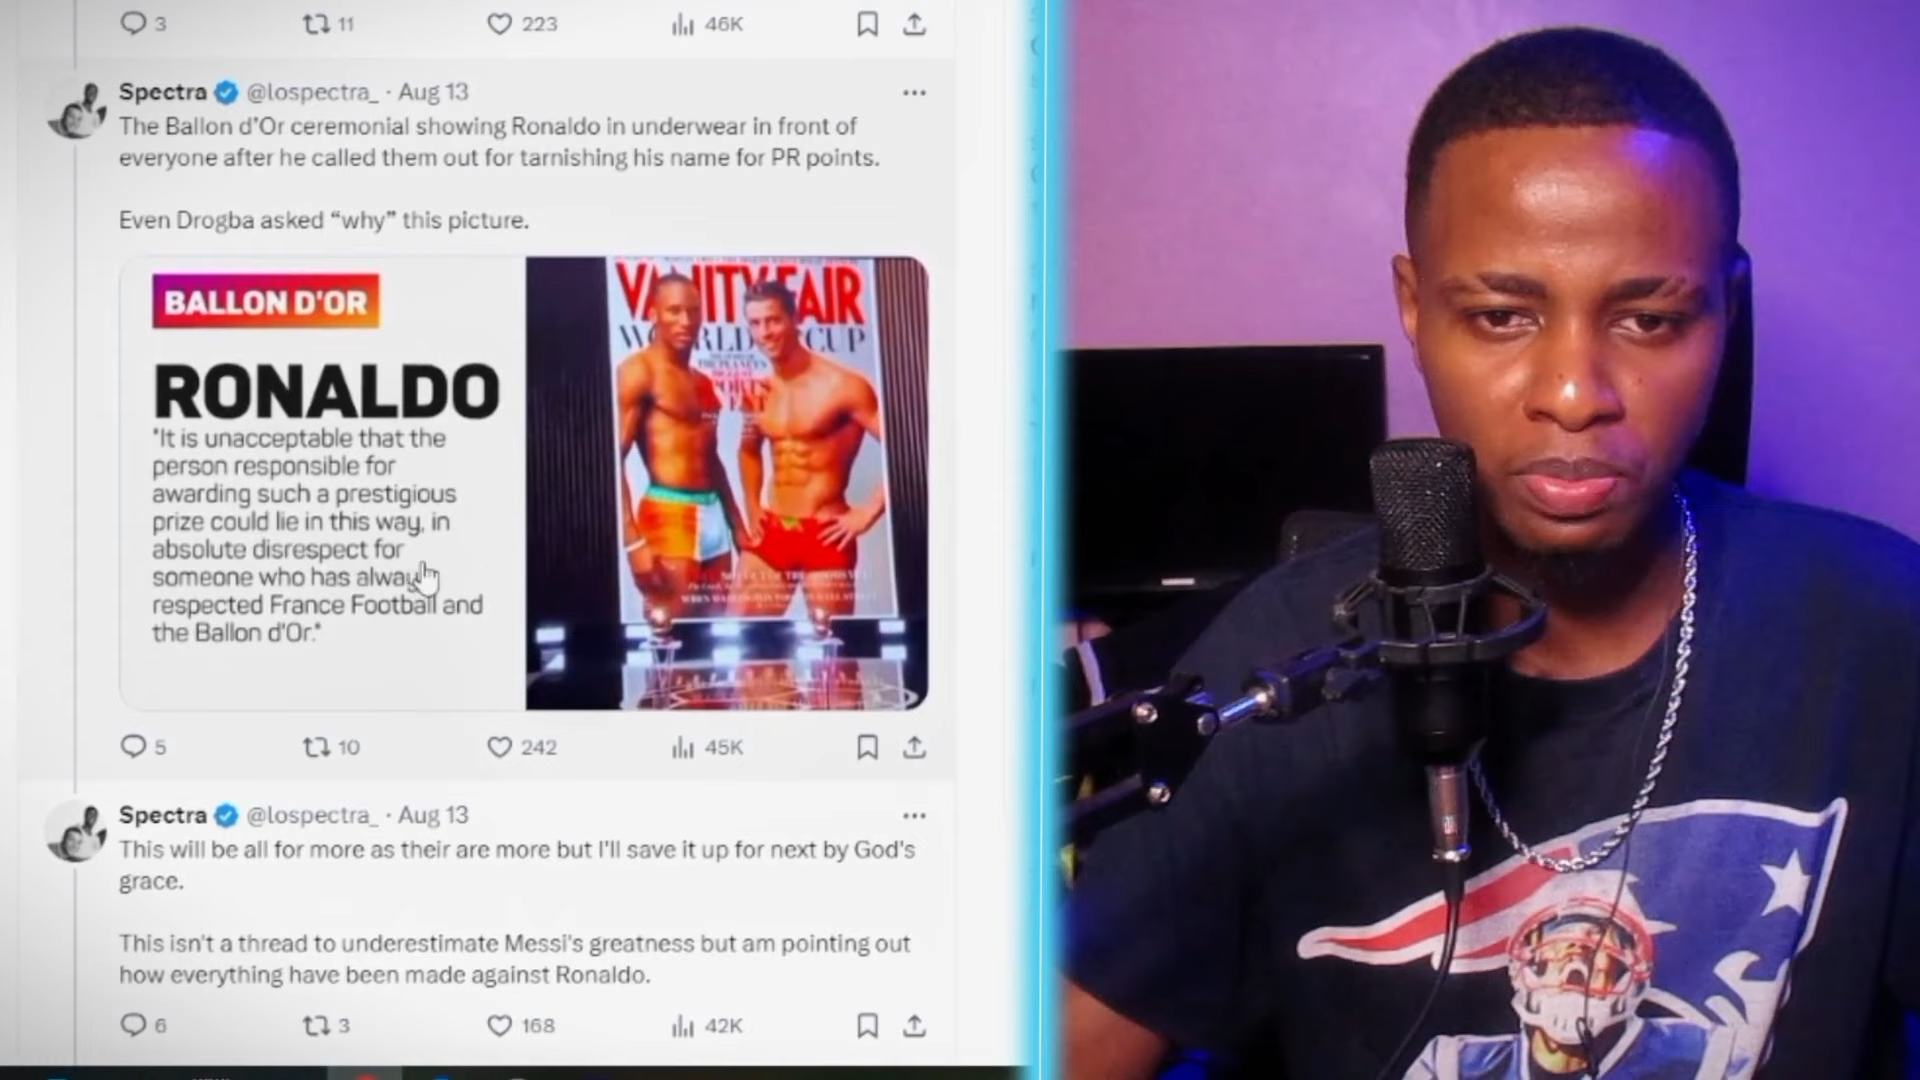 3 11 223 46K
Spectra @lospectra_ · Aug 13
The Ballon d'Or ceremonial showing Ronaldo in underwear in front of
everyone after he called them out for tarnishing his name for PR points.
Even Drogba asked “why” this picture.
BALLON D'OR
RONALDO
"It is unacceptable that the
person responsible for
awarding such a prestigious
prize could lie in this way, in
absolute disrespect for
someone who has
respected France Football and
the Ballon d'Or."
VANITY FAIR
WORLD CUP
5 10 242 45K
Spectra @lospectra_ · Aug 13
This will be all for more as their are more but I'll save it up for next by God's
grace.
This isn't a thread to underestimate Messi's greatness but am pointing out
how everything have been made against Ronaldo.
6 3 168 42K